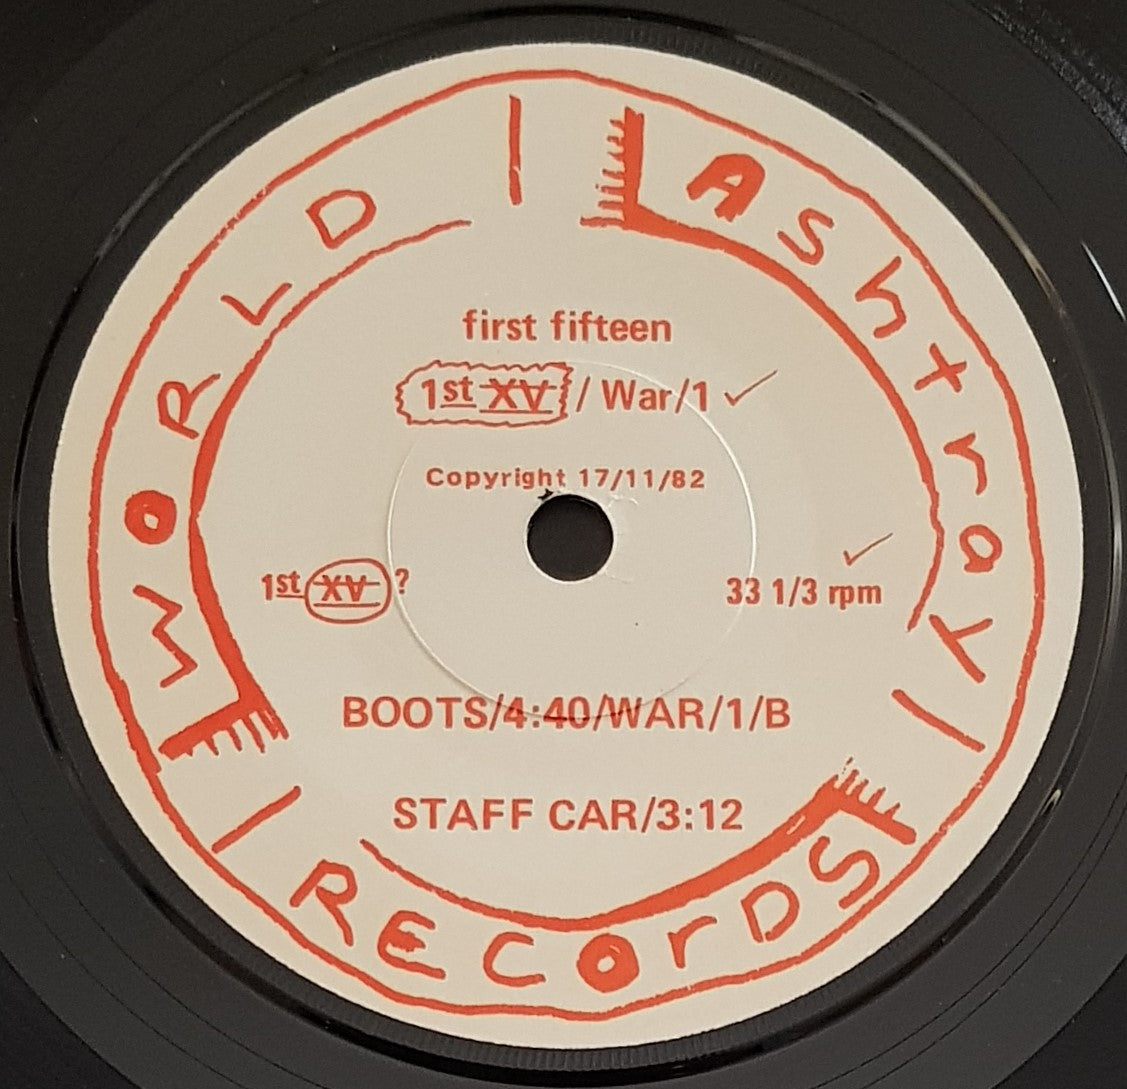 WORLD
Ashtray
RECOrDS
first fifteen
1st XV / War/1 ✓
Copyright 17/11/82
1st XV ?
33 1/3 rpm ✓
BOOTS/4:40/WAR/1/B
STAFF CAR/3:12